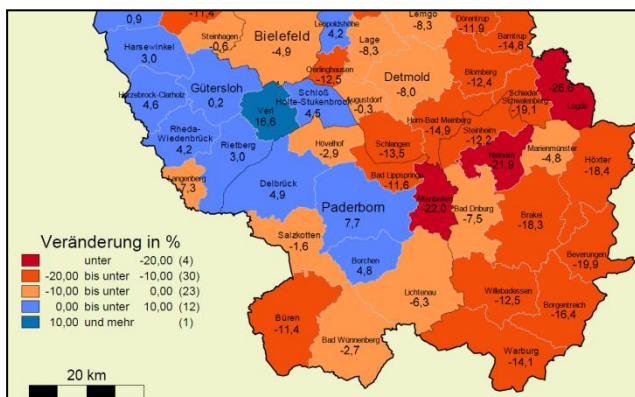 -11,4
0,9
Steinhagen
-0,6
Bielefeld
-4,9
Leopoldshöhe
4,2
Lage
-8,3
Lemgo
-8,3
Dörentrup
-11,9
Barntrup
-14,8
Harsewinkel
3,0
Oerlinghausen
-12,5
Detmold
-8,0
Blomberg
-12,4
-26,6
Lügde
Herzebrock-Clarholz
4,6
Gütersloh
0,2
Verl
16,6
Schloß
Holte-Stukenbrock
4,5
Augustdorf
-0,3
Schieder
Schwalenberg
-19,1
Horn-Bad Meinberg
-14,9
Steinheim
-12,2
Rheda-
Wiedenbrück
4,2
Rietberg
3,0
Hövelhof
-2,9
Schlangen
-13,5
Nieheim
-21,9
Marienmünster
-4,8
Höxter
-18,4
Langenberg
-7,3
Delbrück
4,9
Bad Lippspringe
-11,6
Altenbeken
-22,0
Bad Driburg
-7,5
Paderborn
7,7
Brakel
-18,3
Salzkotten
-1,6
Borchen
4,8
Beverungen
-19,9
Lichtenau
-6,3
Willebadessen
-12,5
Borgentreich
-16,4
Büren
-11,4
Bad Wünnenberg
-2,7
Warburg
-14,1
Veränderung in %
unter -20,00 (4)
-20,00 bis unter -10,00 (30)
-10,00 bis unter 0,00 (23)
0,00 bis unter 10,00 (12)
10,00 und mehr (1)
20 km